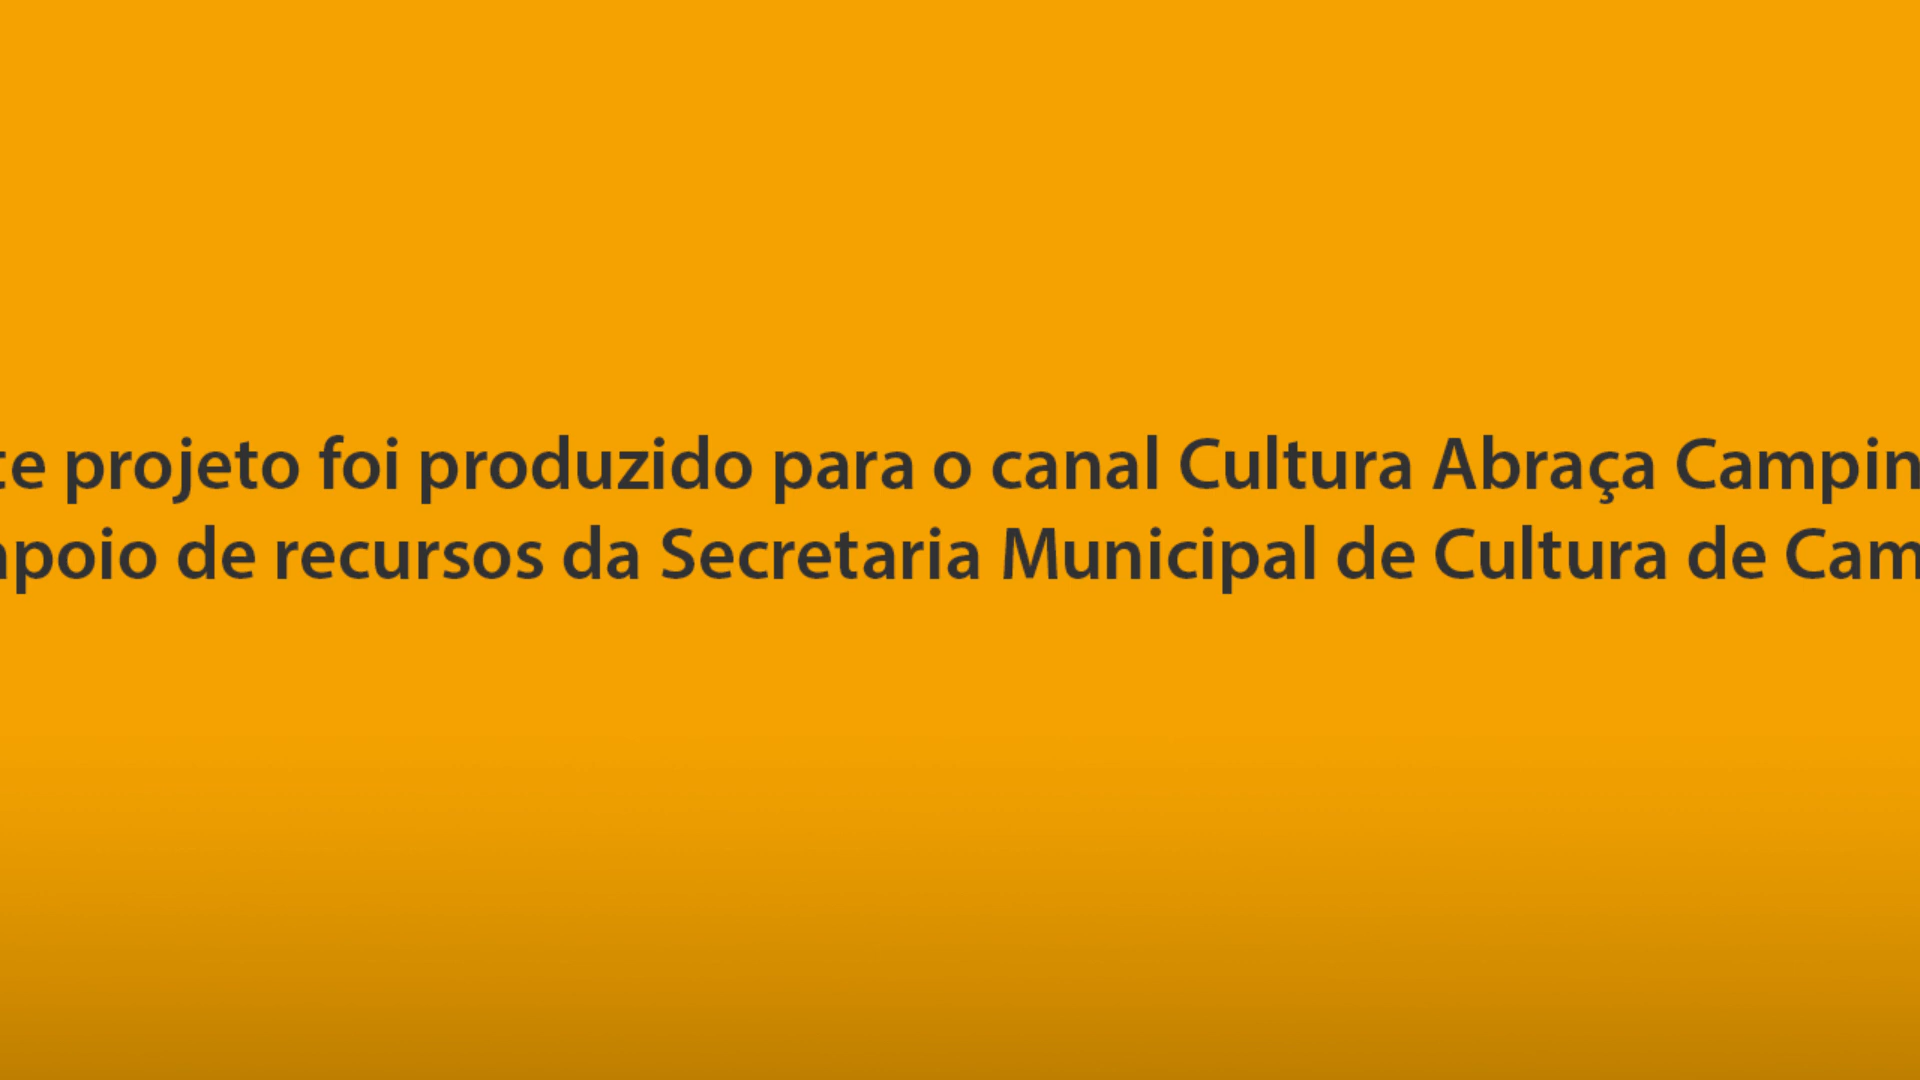 te projeto foi produzido para o canal Cultura Abraça Campin
apoio de recursos da Secretaria Municipal de Cultura de Cam